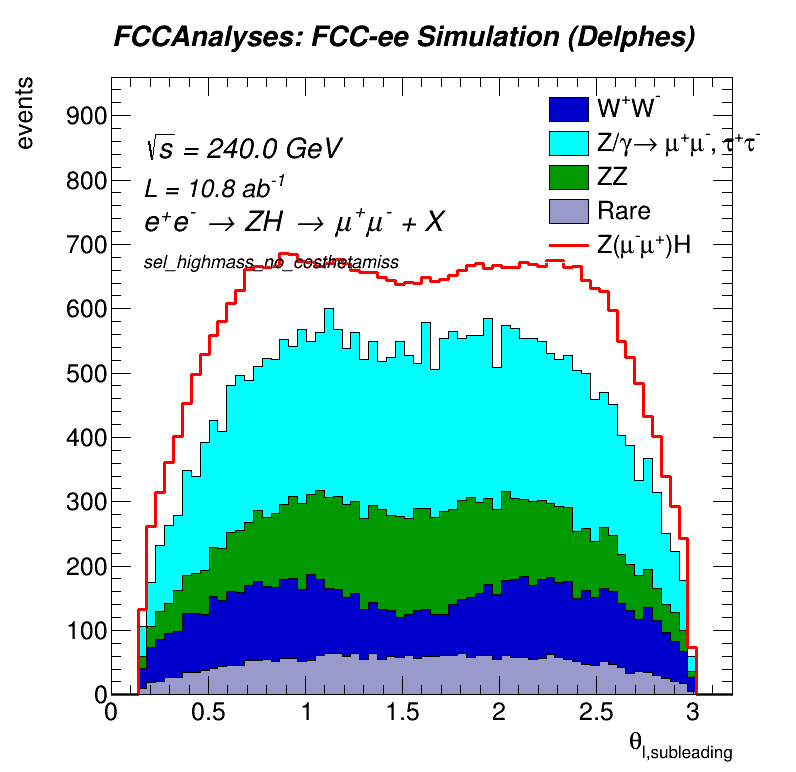 FCCAnalyses: FCC-ee Simulation (Delphes)
events
900
800
700
600
500
400
300
200
100
0
√s = 240.0 GeV
L = 10.8 ab⁻¹
e⁺e⁻ → ZH → μ⁺μ⁻ + X
sel_highmass_no_costhetamiss
W⁺W⁻
Z/γ→ μ⁺μ⁻, τ⁺τ⁻
ZZ
Rare
Z(μ⁻μ⁺)H
0 0.5 1 1.5 2 2.5 3
θl,subleading